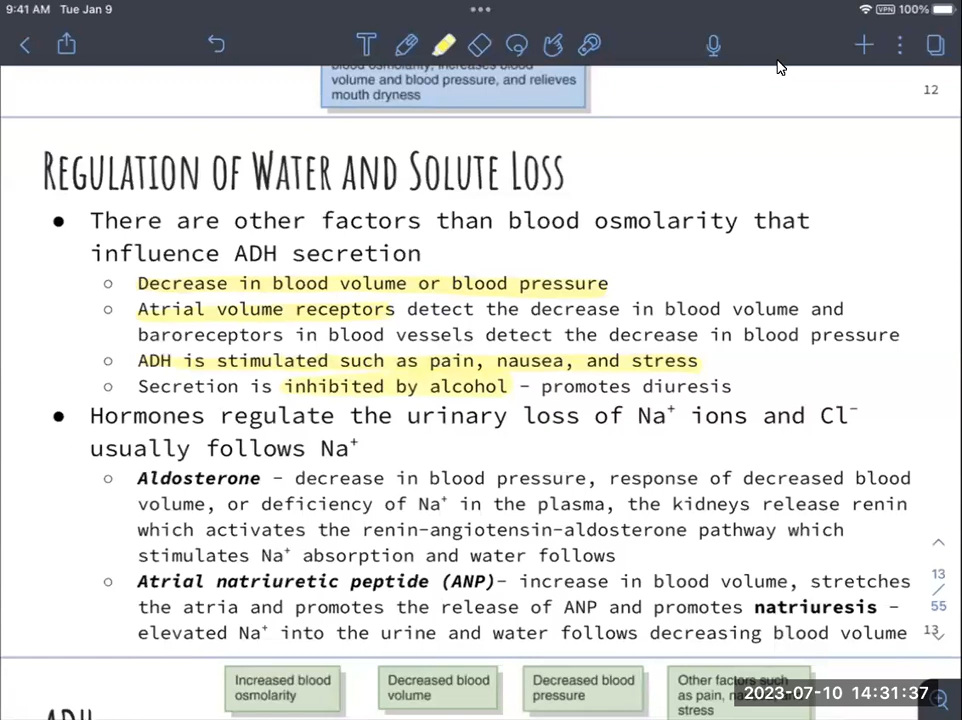 9:41 AM Tue Jan 9
VPN 100%
blood osmolarity, increases blood
volume and blood pressure, and relieves
mouth dryness
12
REGULATION OF WATER AND SOLUTE LOSS
● There are other factors than blood osmolarity that
influence ADH secretion
○ Decrease in blood volume or blood pressure
○ Atrial volume receptors detect the decrease in blood volume and
baroreceptors in blood vessels detect the decrease in blood pressure
○ ADH is stimulated such as pain, nausea, and stress
○ Secretion is inhibited by alcohol – promotes diuresis
● Hormones regulate the urinary loss of Na⁺ ions and Cl⁻
usually follows Na⁺
○ Aldosterone – decrease in blood pressure, response of decreased blood
volume, or deficiency of Na⁺ in the plasma, the kidneys release renin
which activates the renin-angiotensin-aldosterone pathway which
stimulates Na⁺ absorption and water follows
○ Atrial natriuretic peptide (ANP)– increase in blood volume, stretches
the atria and promotes the release of ANP and promotes natriuresis –
elevated Na⁺ into the urine and water follows decreasing blood volume
13
/
55
13
Increased blood
osmolarity
Decreased blood
volume
Decreased blood
pressure
Other factors such
as pain,
stress
2023-07-10 14:31:37
ADH